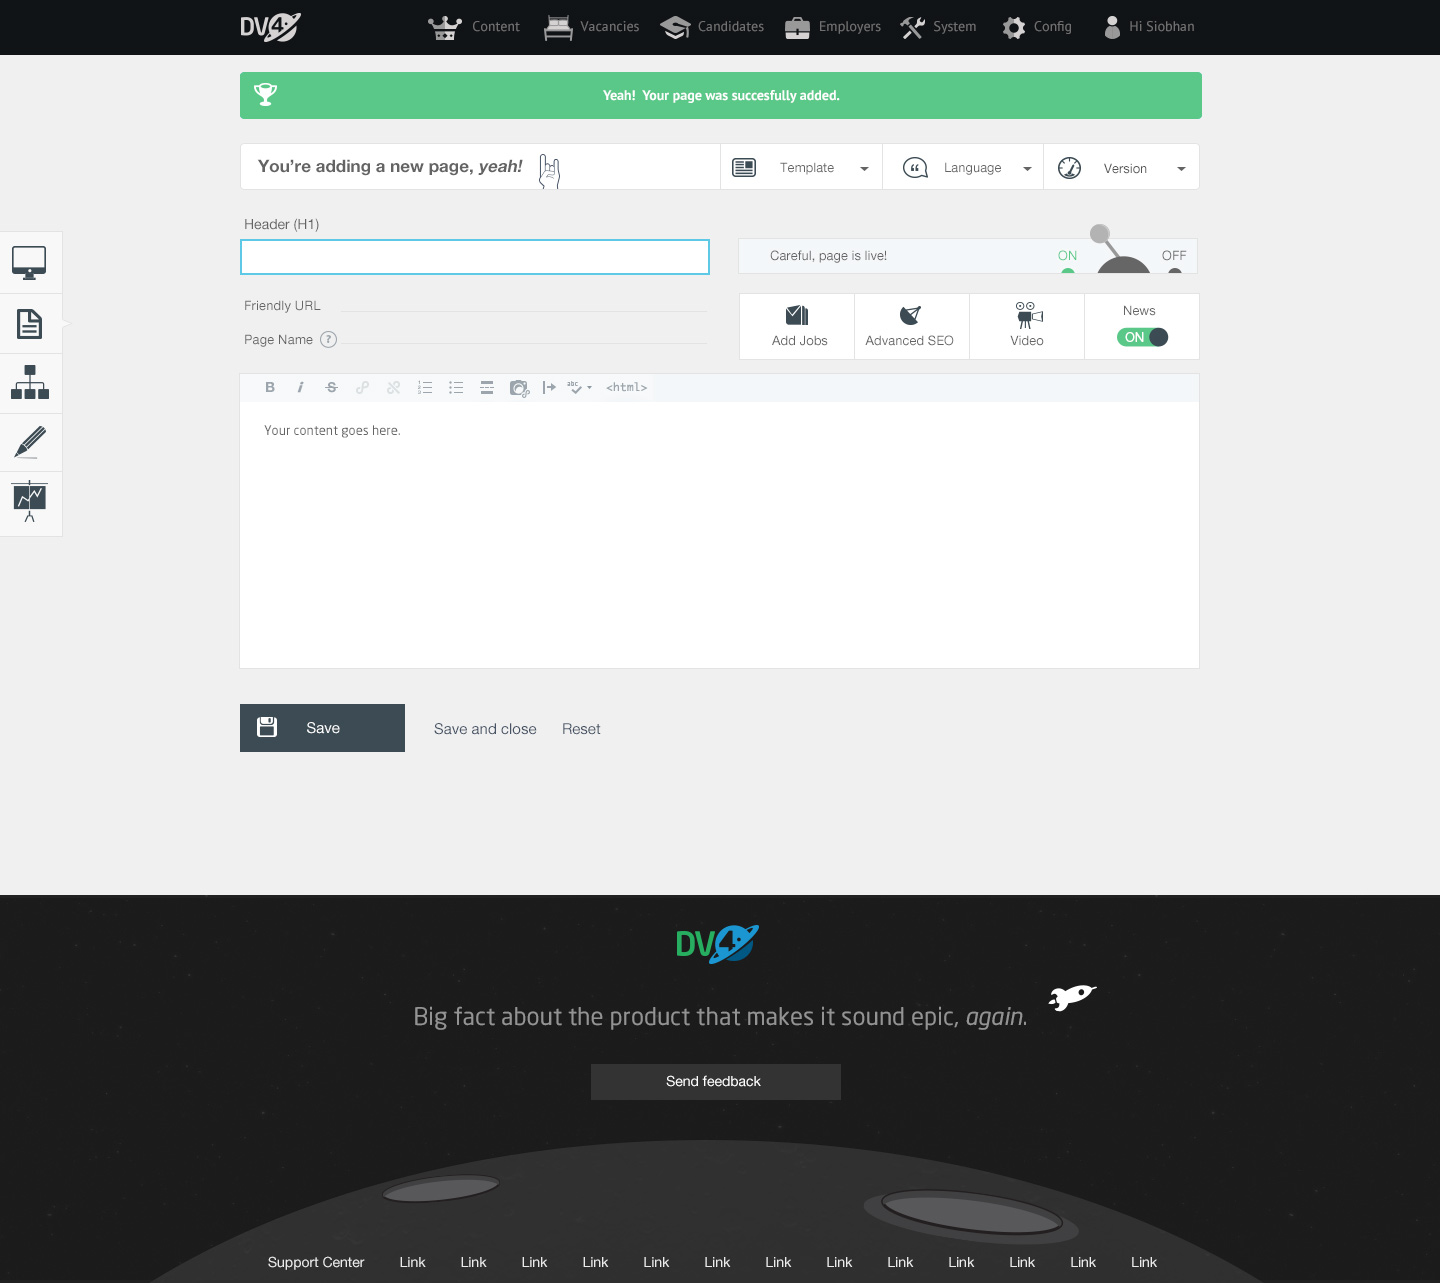 DV4 Content Vacancies Candidates Employers System Config Hi Siobhan
Yeah! Your page was succesfully added.
You're adding a new page, yeah! Template Language Version
Header (H1)
Careful, page is live! ON OFF
Friendly URL
Page Name ?
Add Jobs Advanced SEO Video News ON
B i S abc <html>
Your content goes here.
Save Save and close Reset
DV4
Big fact about the product that makes it sound epic, again.
Send feedback
Support Center Link Link Link Link Link Link Link Link Link Link Link Link Link